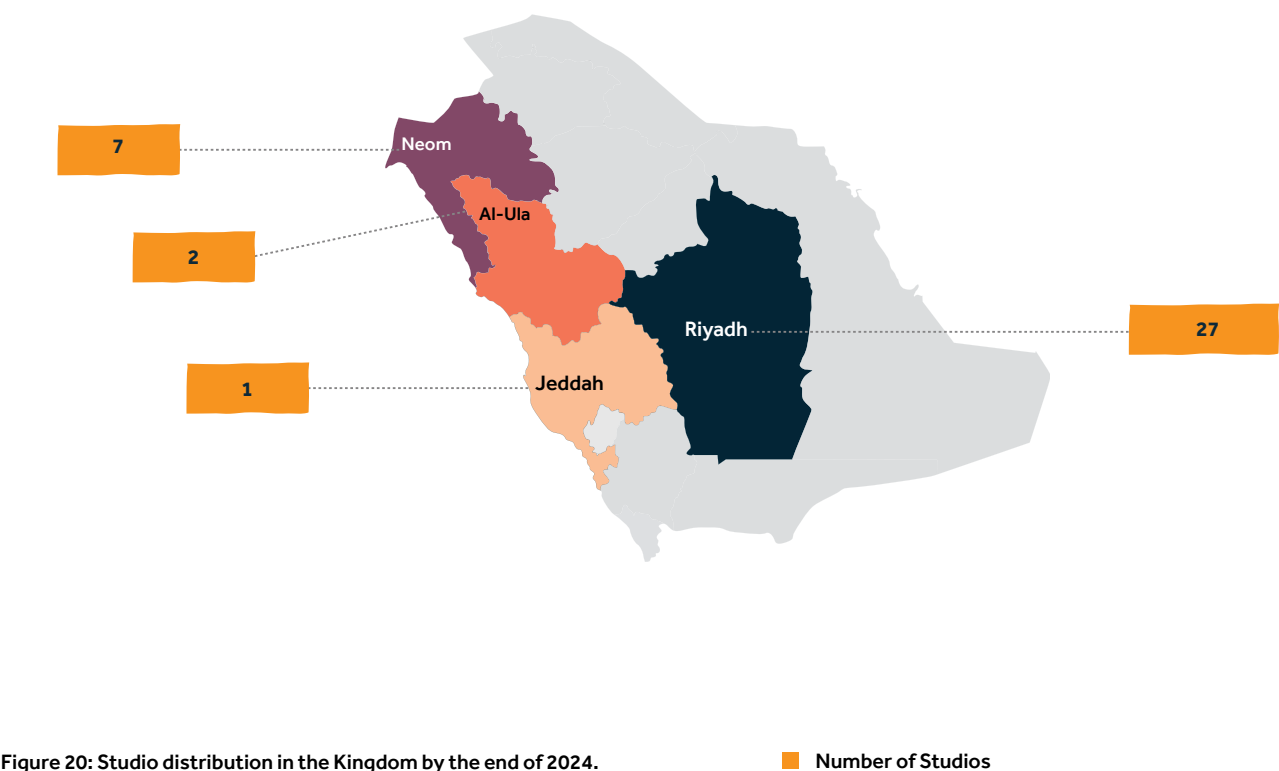 7
Neom
Al-Ula
2
Riyadh
27
1
Jeddah
Figure 20: Studio distribution in the Kingdom by the end of 2024.
Number of Studios